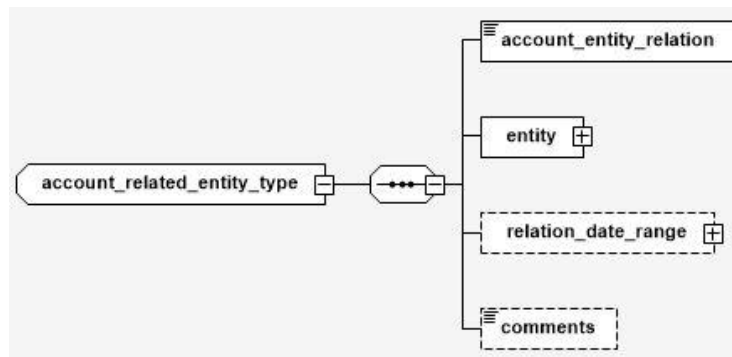 account_entity_relation
entity
account_related_entity_type
relation_date_range
comments